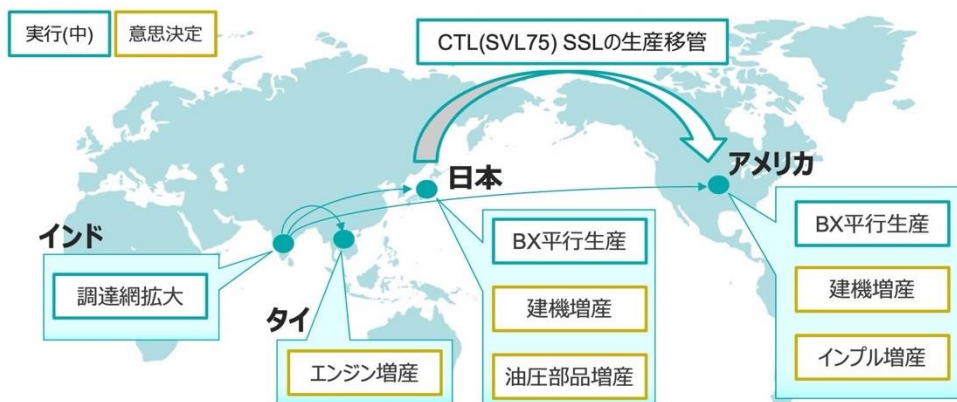 実行(中)
意思決定
CTL(SVL75) SSLの生産移管
日本
アメリカ
インド
調達網拡大
タイ
エンジン増産
BX平行生産
建機増産
油圧部品増産
BX平行生産
建機増産
インプル増産